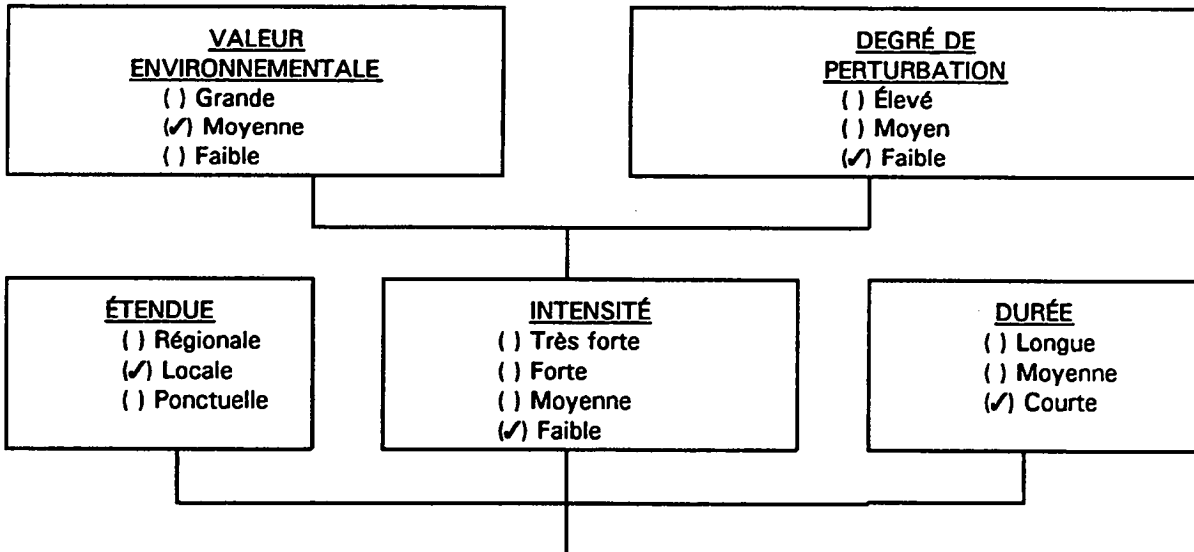 VALEUR
ENVIRONNEMENTALE
( ) Grande
(✓) Moyenne
( ) Faible
DEGRÉ DE
PERTURBATION
( ) Élevé
( ) Moyen
(✓) Faible
ÉTENDUE
( ) Régionale
(✓) Locale
( ) Ponctuelle
INTENSITÉ
( ) Très forte
( ) Forte
( ) Moyenne
(✓) Faible
DURÉE
( ) Longue
( ) Moyenne
(✓) Courte